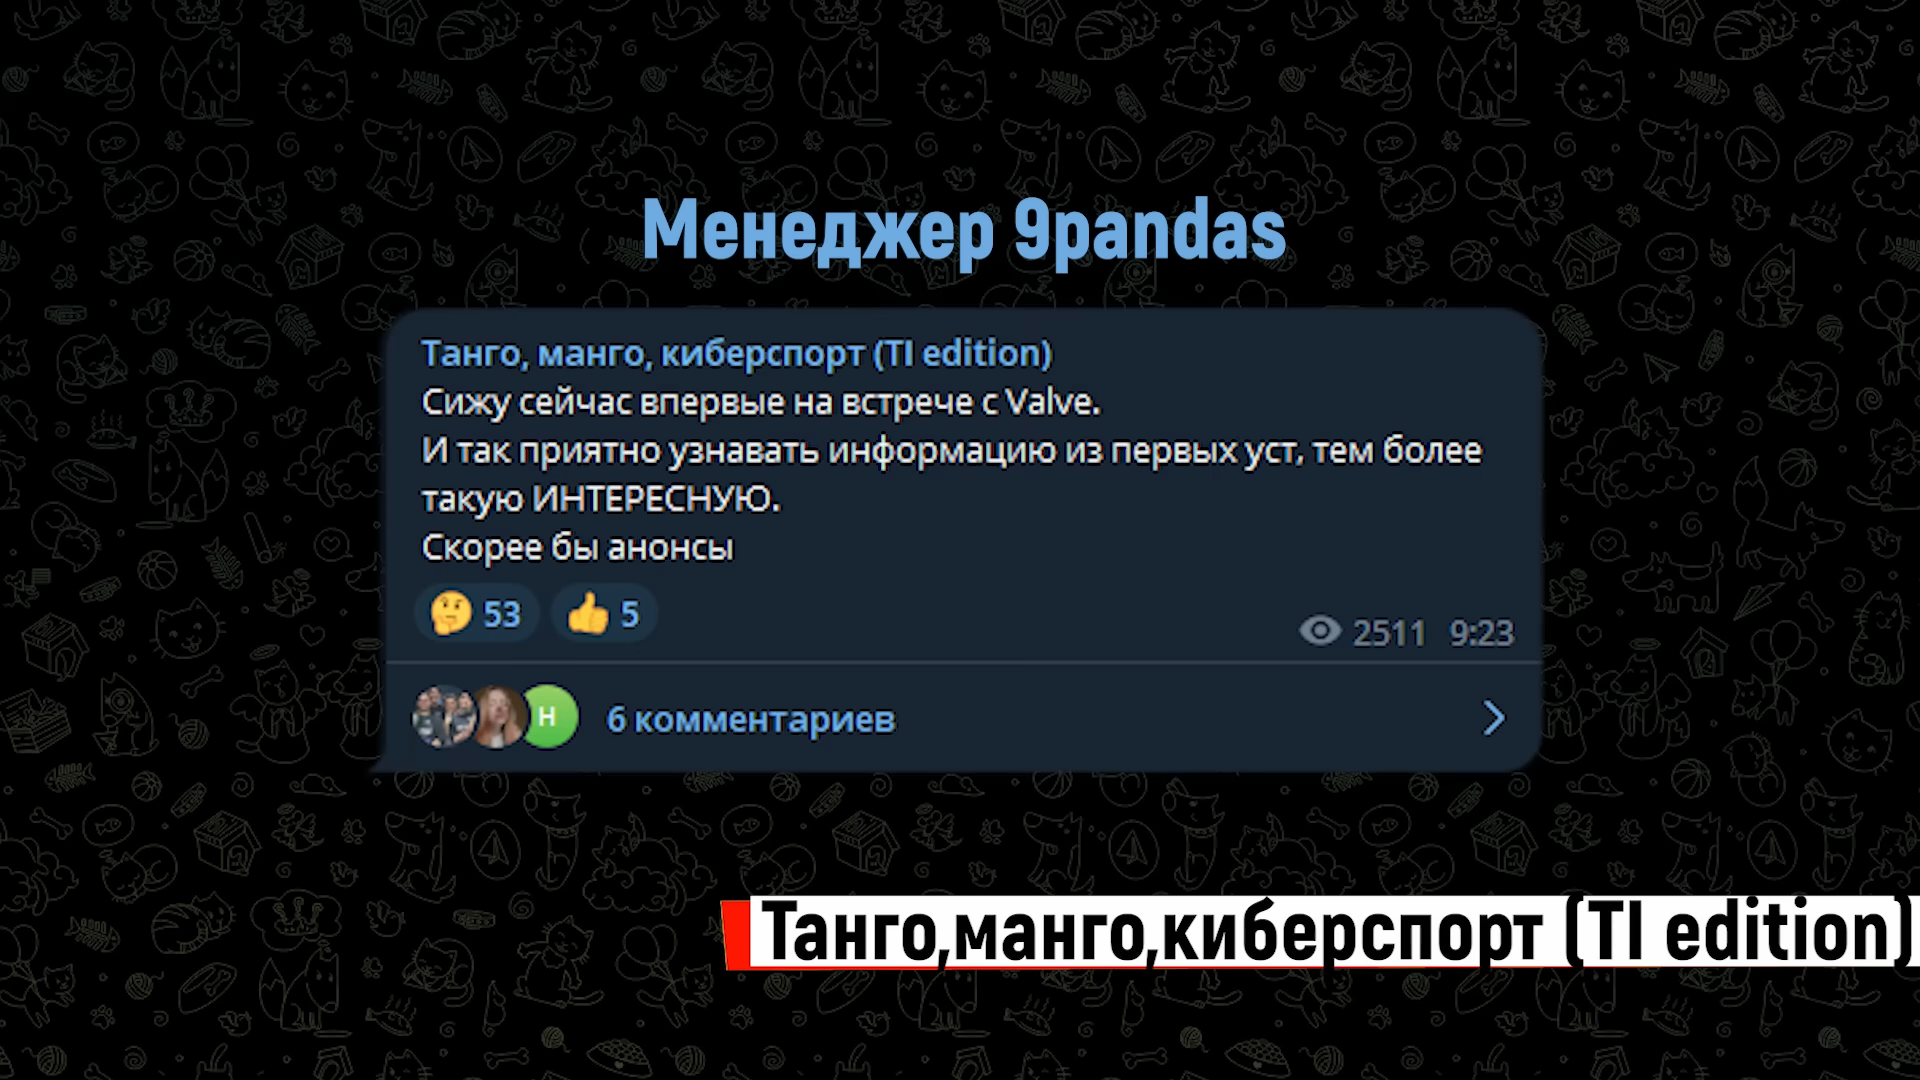 Менеджер 9pandas
Танго, манго, киберспорт (TI edition)
Сижу сейчас впервые на встрече с Valve.
И так приятно узнавать информацию из первых уст, тем более
такую ИНТЕРЕСНУЮ.
Скорее бы анонсы
53 5
2511 9:23
Н
6 комментариев
Танго,манго,киберспорт (TI edition)